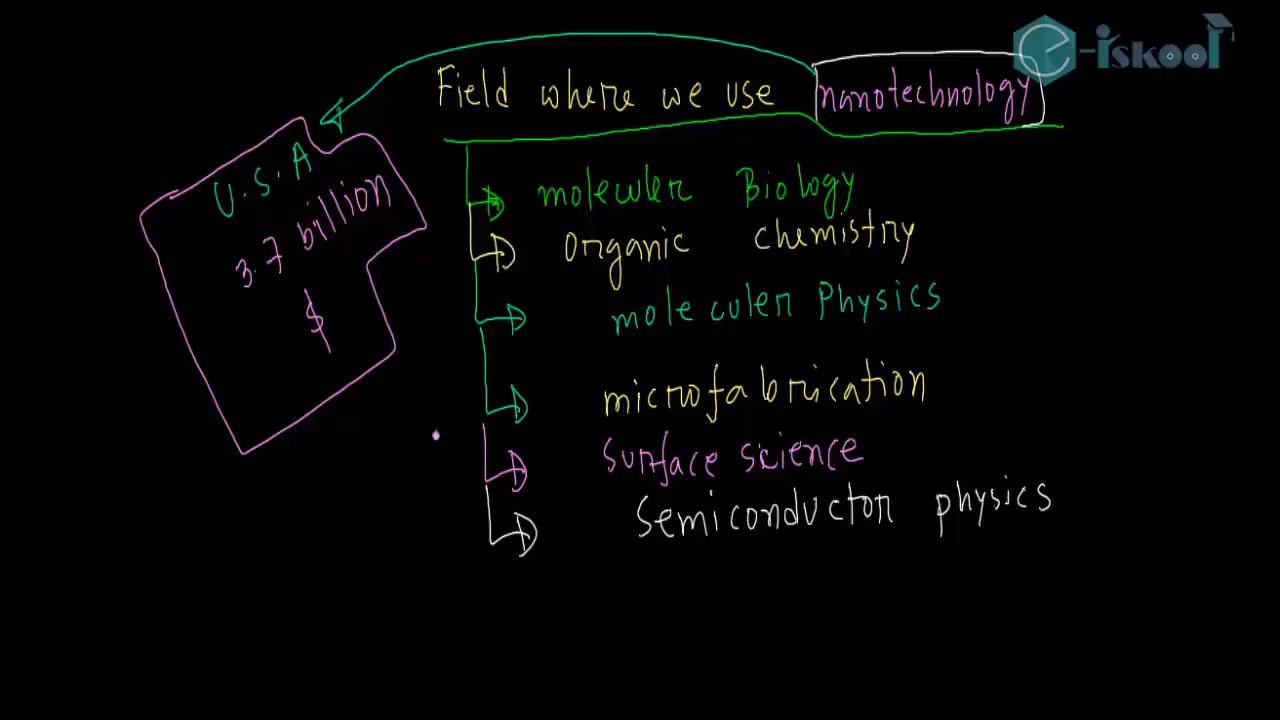 e-iskool
Field where we use nanotechnology
U.S.A
3.7 billion
$
moleculer Biology
organic chemistry
moleculer Physics
microfabrication
surface science
semiconductor physics